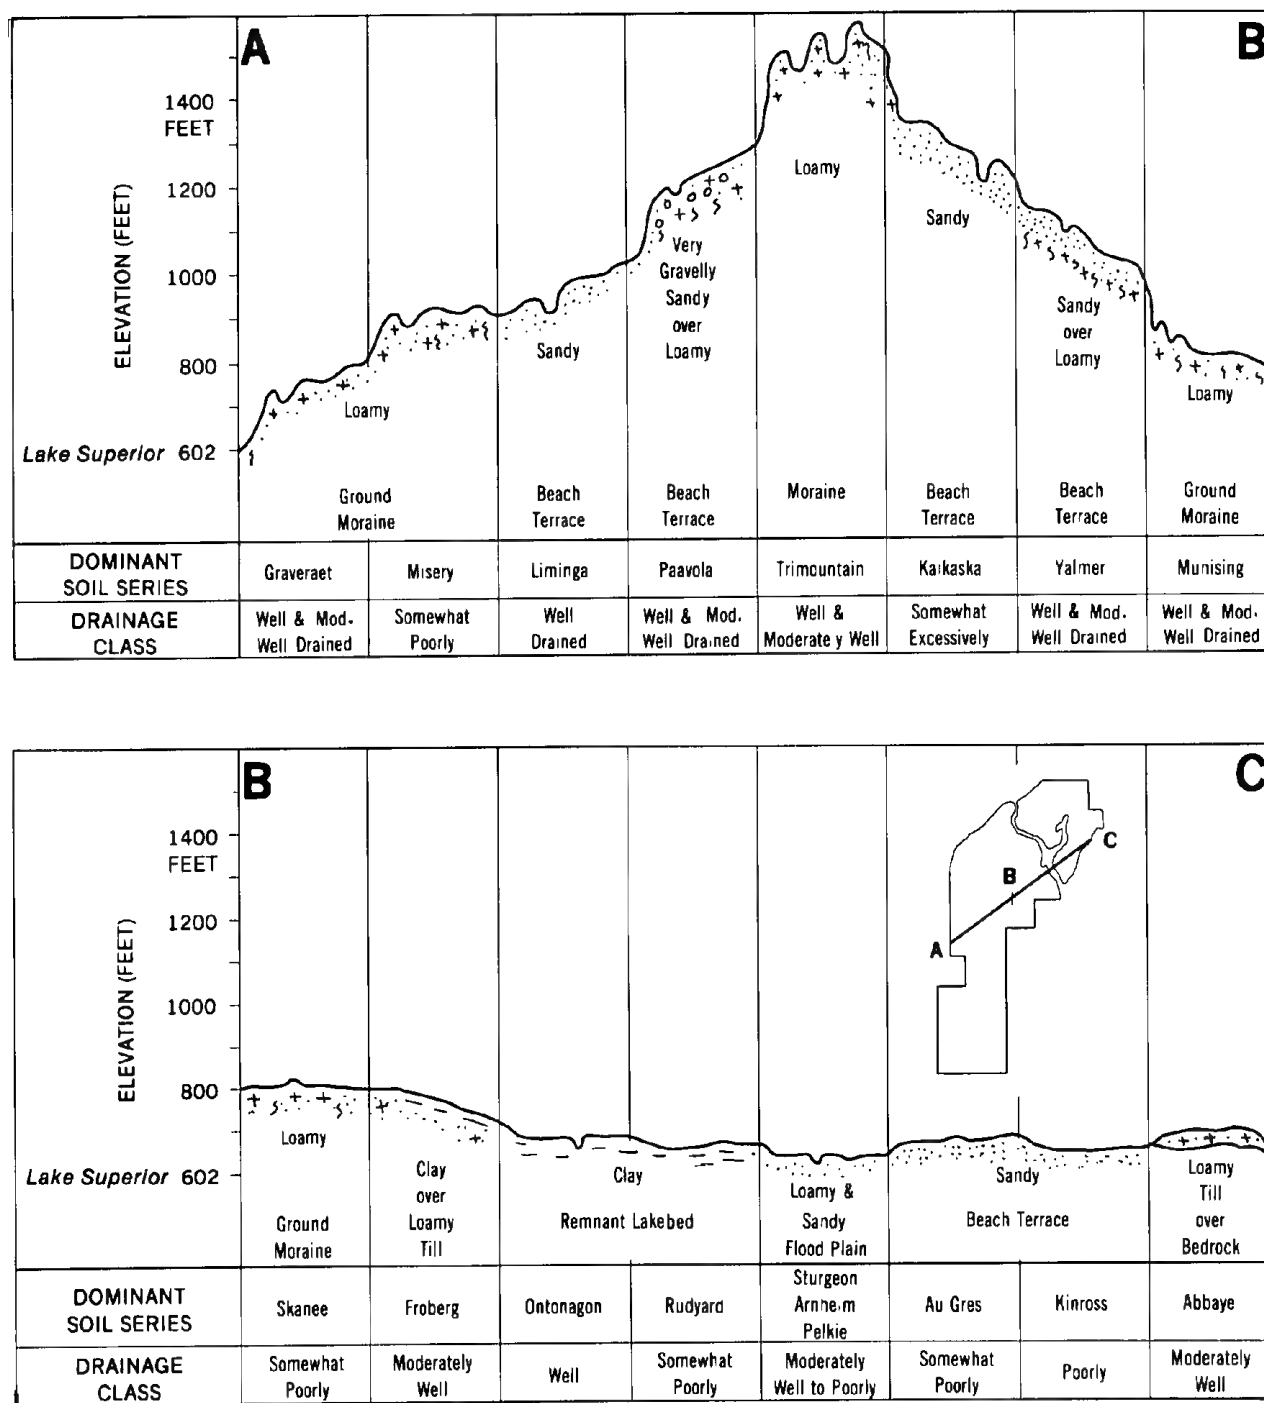 A
B
1400
FEET
1200
1000
800
Lake Superior 602
ELEVATION (FEET)
Loamy
Sandy
Very
Gravelly
Sandy
over
Loamy
Loamy
Sandy
Sandy
over
Loamy
Loamy
Ground
Moraine
Beach
Terrace
Beach
Terrace
Moraine
Beach
Terrace
Beach
Terrace
Ground
Moraine
DOMINANT
SOIL SERIES
Graveraet
Misery
Liminga
Paavola
Trimountain
Kalkaska
Yalmer
Munising
DRAINAGE
CLASS
Well & Mod.
Well Drained
Somewhat
Poorly
Well
Drained
Well & Mod.
Well Drained
Well &
Moderate y Well
Somewhat
Excessively
Well & Mod.
Well Drained
Well & Mod.
Well Drained
B
C
1400
FEET
1200
1000
800
Lake Superior 602
ELEVATION (FEET)
C
B
A
Loamy
Ground
Moraine
Clay
over
Loamy
Till
Clay
Remnant Lakebed
Loamy &
Sandy
Flood Plain
Sandy
Beach Terrace
Loamy
Till
over
Bedrock
DOMINANT
SOIL SERIES
Skanee
Froberg
Ontonagon
Rudyard
Sturgeon
Arnheim
Pelkie
Au Gres
Kinross
Abbaye
DRAINAGE
CLASS
Somewhat
Poorly
Moderately
Well
Well
Somewhat
Poorly
Moderately
Well to Poorly
Somewhat
Poorly
Poorly
Moderately
Well